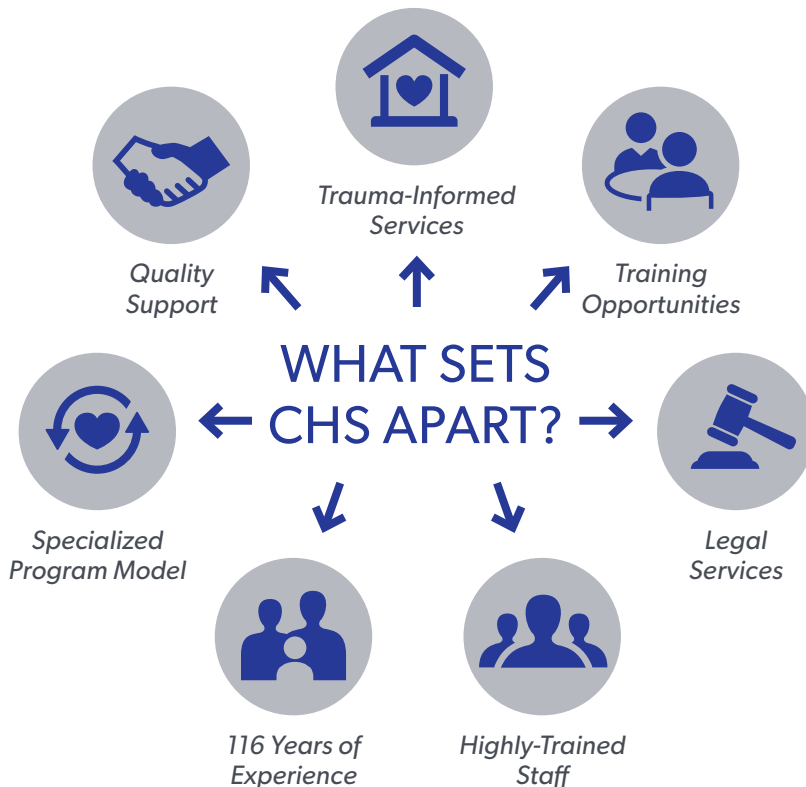 Trauma-Informed
Services
Quality
Support
Training
Opportunities
WHAT SETS
CHS APART?
Specialized
Program Model
Legal
Services
116 Years of
Experience
Highly-Trained
Staff